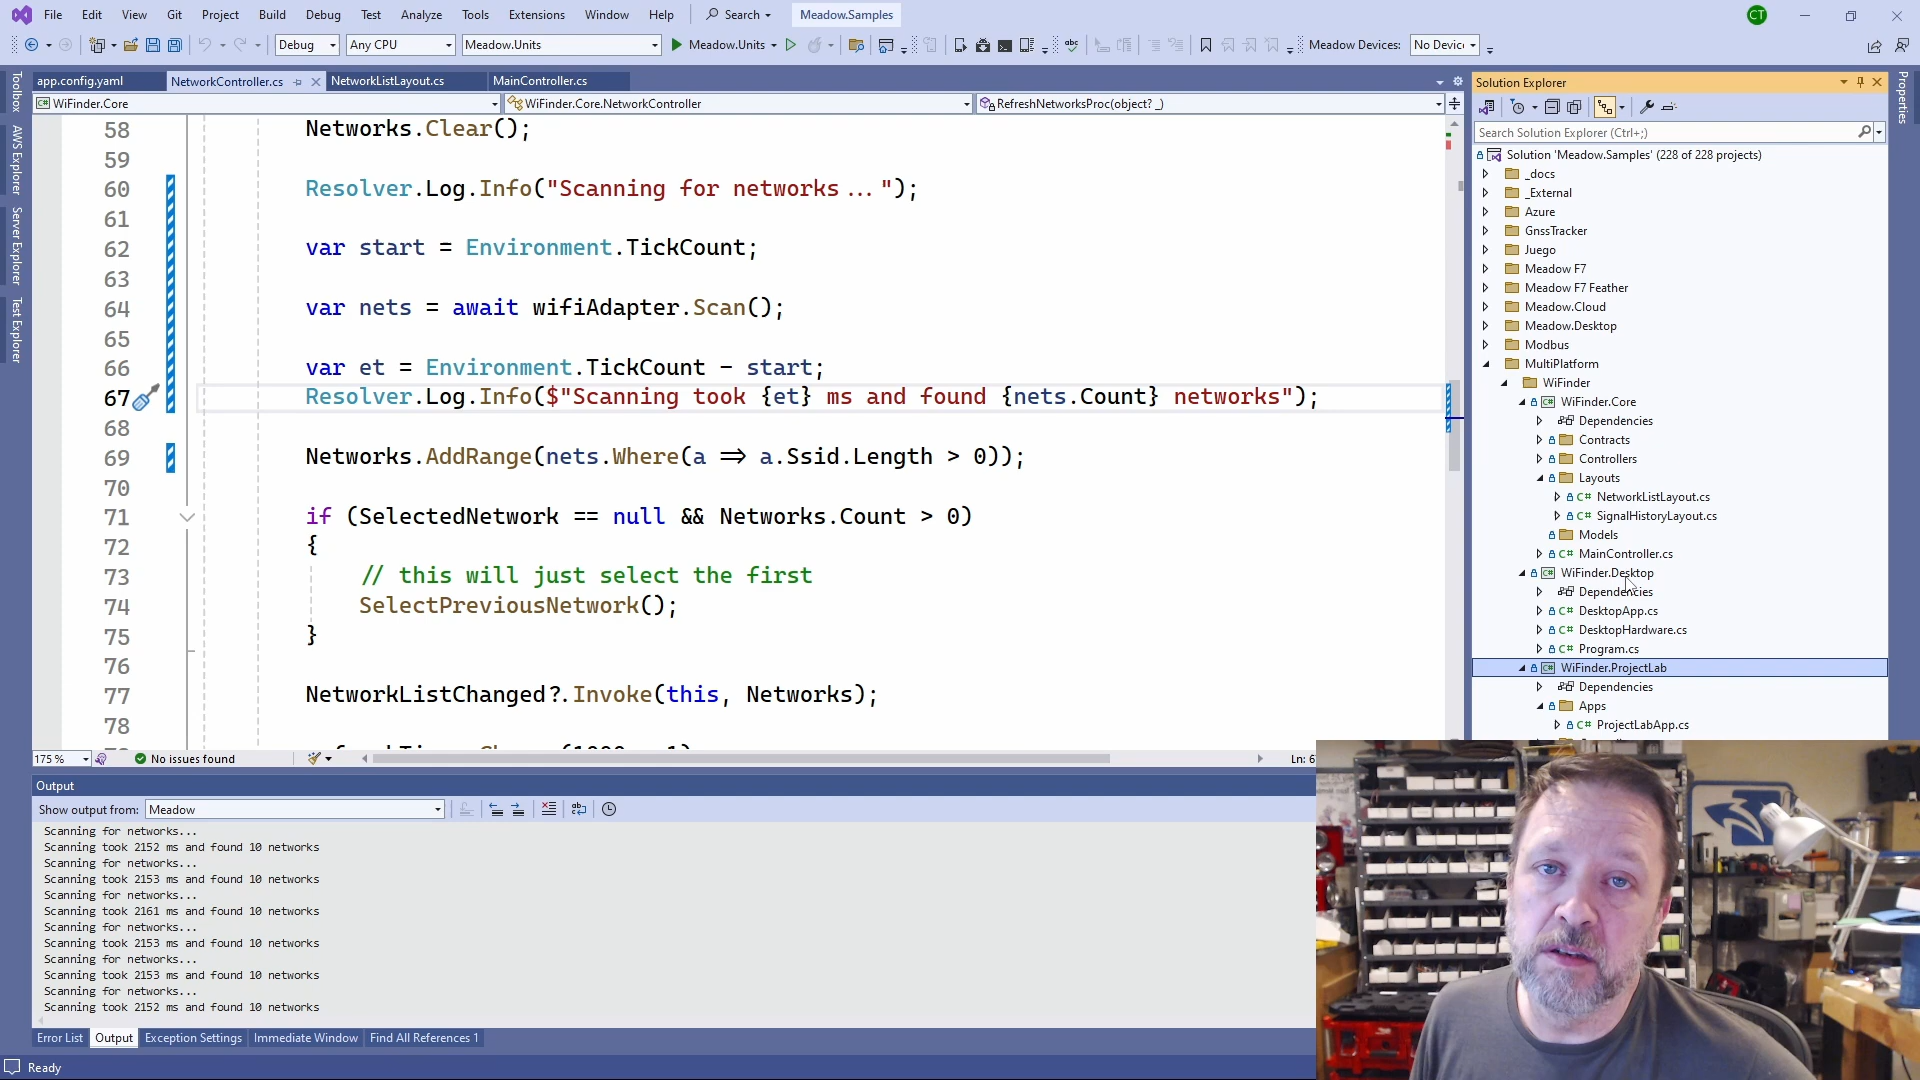 File Edit View Git Project Build Debug Test Analyze Tools Extensions Window Help Search Meadow.Samples CT
Debug Any CPU Meadow.Units Meadow.Units Meadow Devices: No Devic
app.config.yaml NetworkController.cs NetworkListLayout.cs MainController.cs
WiFinder.Core WiFinder.Core.NetworkController RefreshNetworksProc(object? _)
Toolbox
AWS Explorer
Server Explorer
Test Explorer
58 Networks.Clear();
59
60 Resolver.Log.Info("Scanning for networks...");
61
62 var start = Environment.TickCount;
63
64 var nets = await wifiAdapter.Scan();
65
66 var et = Environment.TickCount - start;
67 Resolver.Log.Info($"Scanning took {et} ms and found {nets.Count} networks");
68
69 Networks.AddRange(nets.Where(a => a.Ssid.Length > 0));
70
71 if (SelectedNetwork == null && Networks.Count > 0)
72 {
73 // this will just select the first
74 SelectPreviousNetwork();
75 }
76
77 NetworkListChanged?.Invoke(this, Networks);
78
175 % No issues found Ln: 6
Output
Show output from: Meadow
Scanning for networks...
Scanning took 2152 ms and found 10 networks
Scanning for networks...
Scanning took 2153 ms and found 10 networks
Scanning for networks...
Scanning took 2161 ms and found 10 networks
Scanning for networks...
Scanning took 2153 ms and found 10 networks
Scanning for networks...
Scanning took 2153 ms and found 10 networks
Scanning for networks...
Scanning took 2152 ms and found 10 networks
Error List Output Exception Settings Immediate Window Find All References 1
Ready
Solution Explorer
Search Solution Explorer (Ctrl+;)
Solution 'Meadow.Samples' (228 of 228 projects)
_docs
_External
Azure
GnssTracker
Juego
Meadow F7
Meadow F7 Feather
Meadow.Cloud
Meadow.Desktop
Modbus
MultiPlatform
WiFinder
WiFinder.Core
Dependencies
Contracts
Controllers
Layouts
NetworkListLayout.cs
SignalHistoryLayout.cs
Models
MainController.cs
WiFinder.Desktop
Dependencies
DesktopApp.cs
DesktopHardware.cs
Program.cs
WiFinder.ProjectLab
Dependencies
Apps
ProjectLabApp.cs
Properties